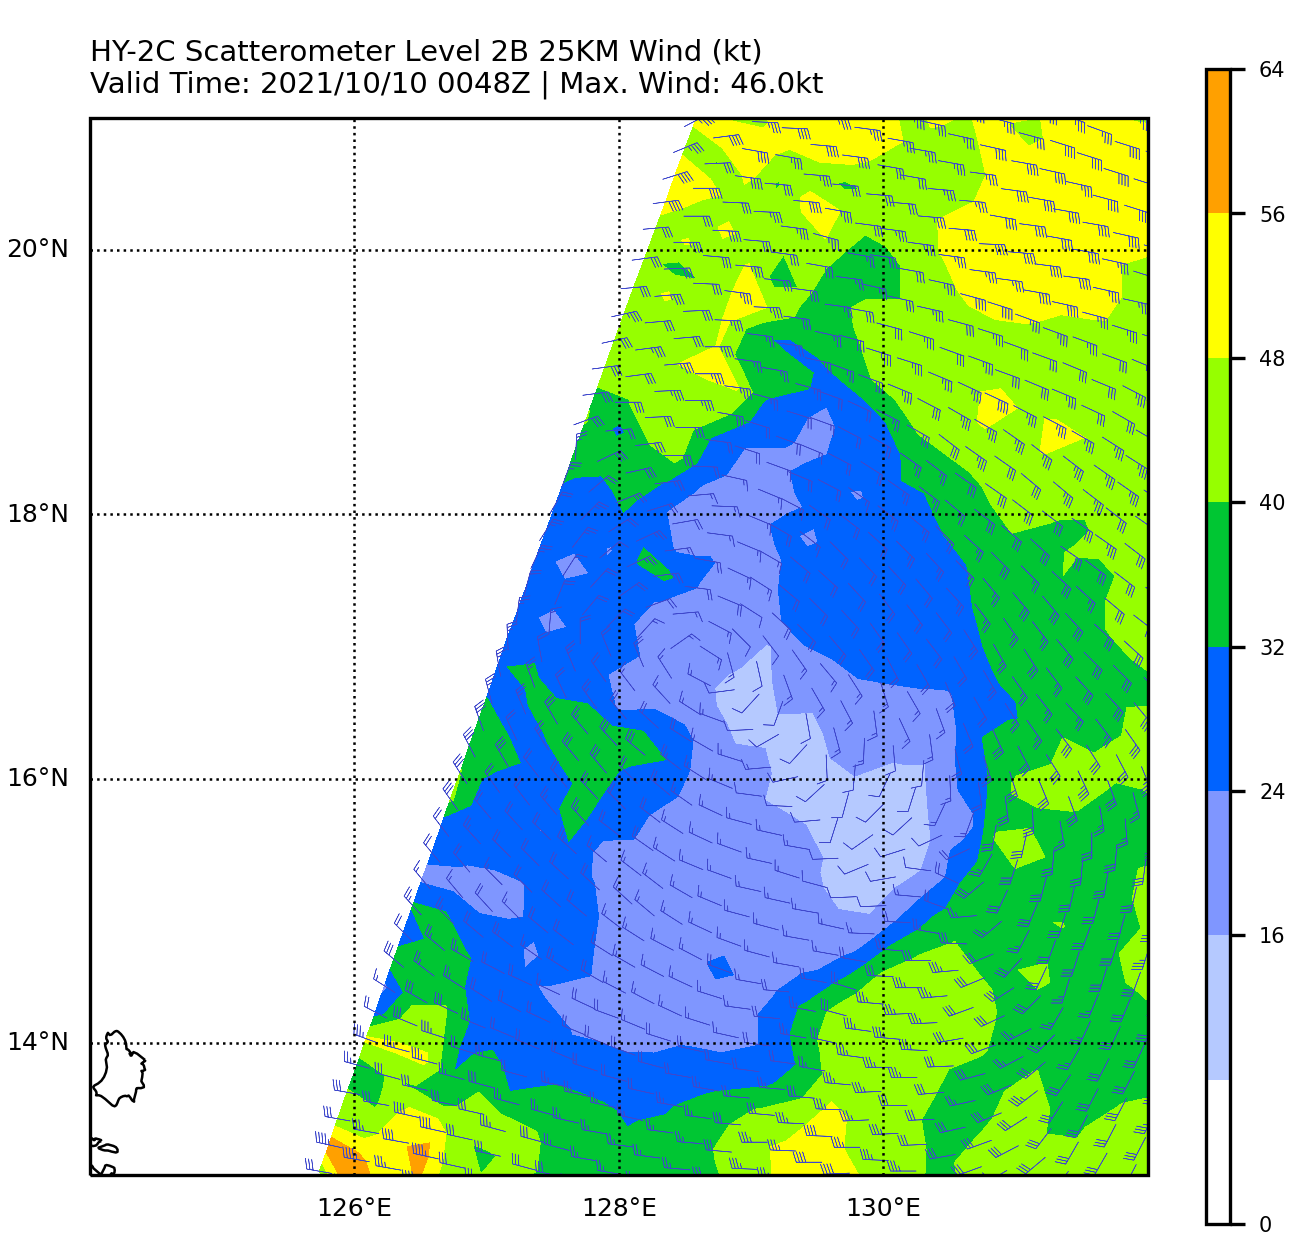 HY-2C Scatterometer Level 2B 25KM Wind (kt)
Valid Time: 2021/10/10 0048Z | Max. Wind: 46.0kt
64
56
48
40
32
24
16
0
20°N
18°N
16°N
14°N
126°E
128°E
130°E